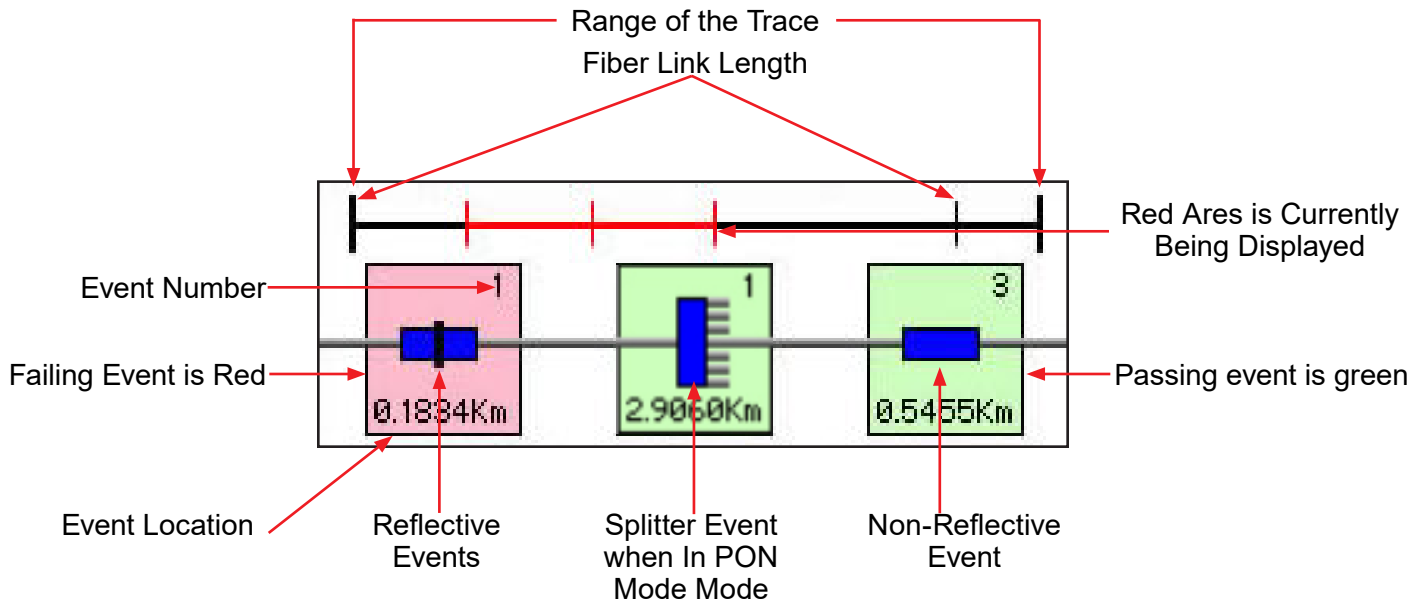 Range of the Trace
Fiber Link Length
Red Ares is Currently
Being Displayed
Event Number
1
1
3
Failing Event is Red
Passing event is green
0.1834Km
2.9060Km
0.5455Km
Event Location
Reflective
Events
Splitter Event
when In PON
Mode Mode
Non-Reflective
Event